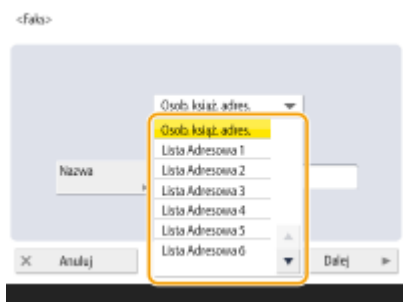 <Faks>
Osob. książ. adres.
Osob. książ. adres.
Lista Adresowa 1
Lista Adresowa 2
Nazwa
Lista Adresowa 3
Lista Adresowa 4
Lista Adresowa 5
Lista Adresowa 6
Anuluj
Dalej